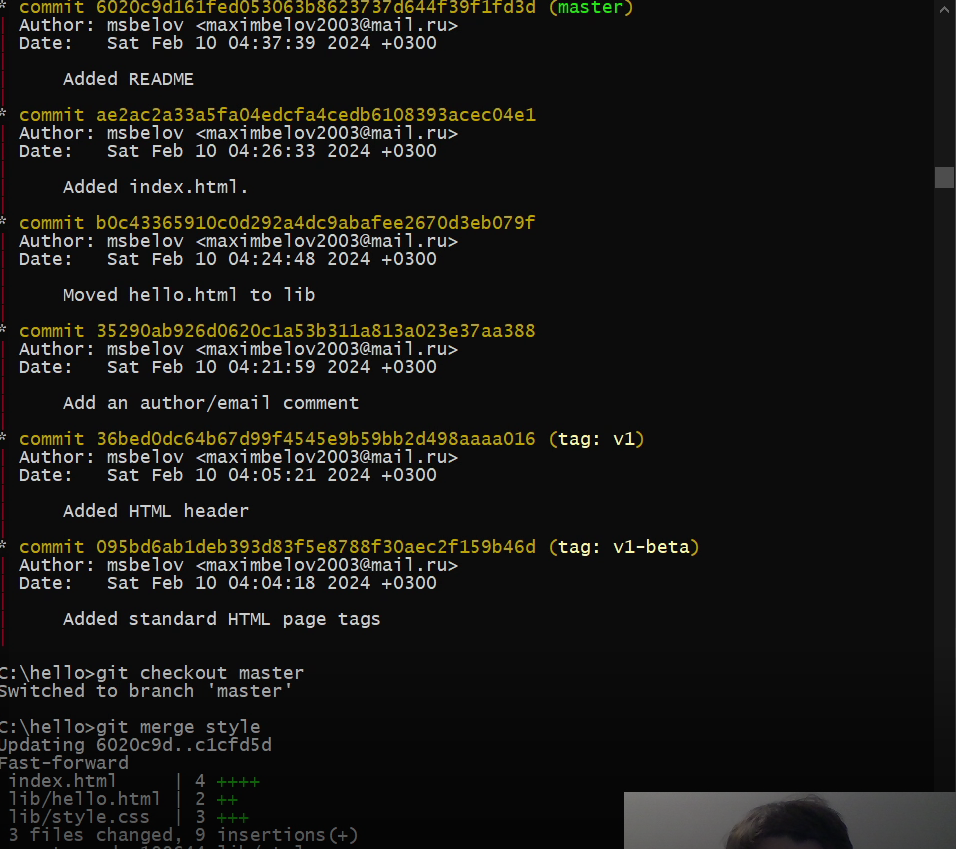 * commit 6020c9d161fed053063b8623737d644f39f1fd3d (master)
Author: msbelov <maximbelov2003@mail.ru>
Date: Sat Feb 10 04:37:39 2024 +0300
Added README
* commit ae2ac2a33a5fa04edcfa4cedb6108393acec04e1
Author: msbelov <maximbelov2003@mail.ru>
Date: Sat Feb 10 04:26:33 2024 +0300
Added index.html.
* commit b0c43365910c0d292a4dc9abafee2670d3eb079f
Author: msbelov <maximbelov2003@mail.ru>
Date: Sat Feb 10 04:24:48 2024 +0300
Moved hello.html to lib
* commit 35290ab926d0620c1a53b311a813a023e37aa388
Author: msbelov <maximbelov2003@mail.ru>
Date: Sat Feb 10 04:21:59 2024 +0300
Add an author/email comment
* commit 36bed0dc64b67d99f4545e9b59bb2d498aaaa016 (tag: v1)
Author: msbelov <maximbelov2003@mail.ru>
Date: Sat Feb 10 04:05:21 2024 +0300
Added HTML header
* commit 095bd6ab1deb393d83f5e8788f30aec2f159b46d (tag: v1-beta)
Author: msbelov <maximbelov2003@mail.ru>
Date: Sat Feb 10 04:04:18 2024 +0300
Added standard HTML page tags
C:\hello>git checkout master
Switched to branch 'master'
C:\hello>git merge style
Updating 6020c9d..c1cfd5d
Fast-forward
index.html | 4 ++++
lib/hello.html | 2 ++
lib/style.css | 3 +++
3 files changed, 9 insertions(+)